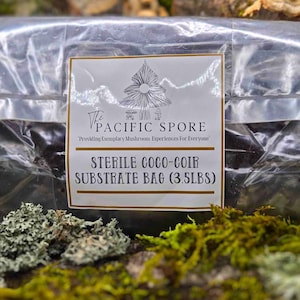 The
PACIFIC SPORE
Providing Exemplary Mushroom Experiences For Everyone!
STERILE COCO-COIR
SUBSTRATE BAG (3.5LBS)